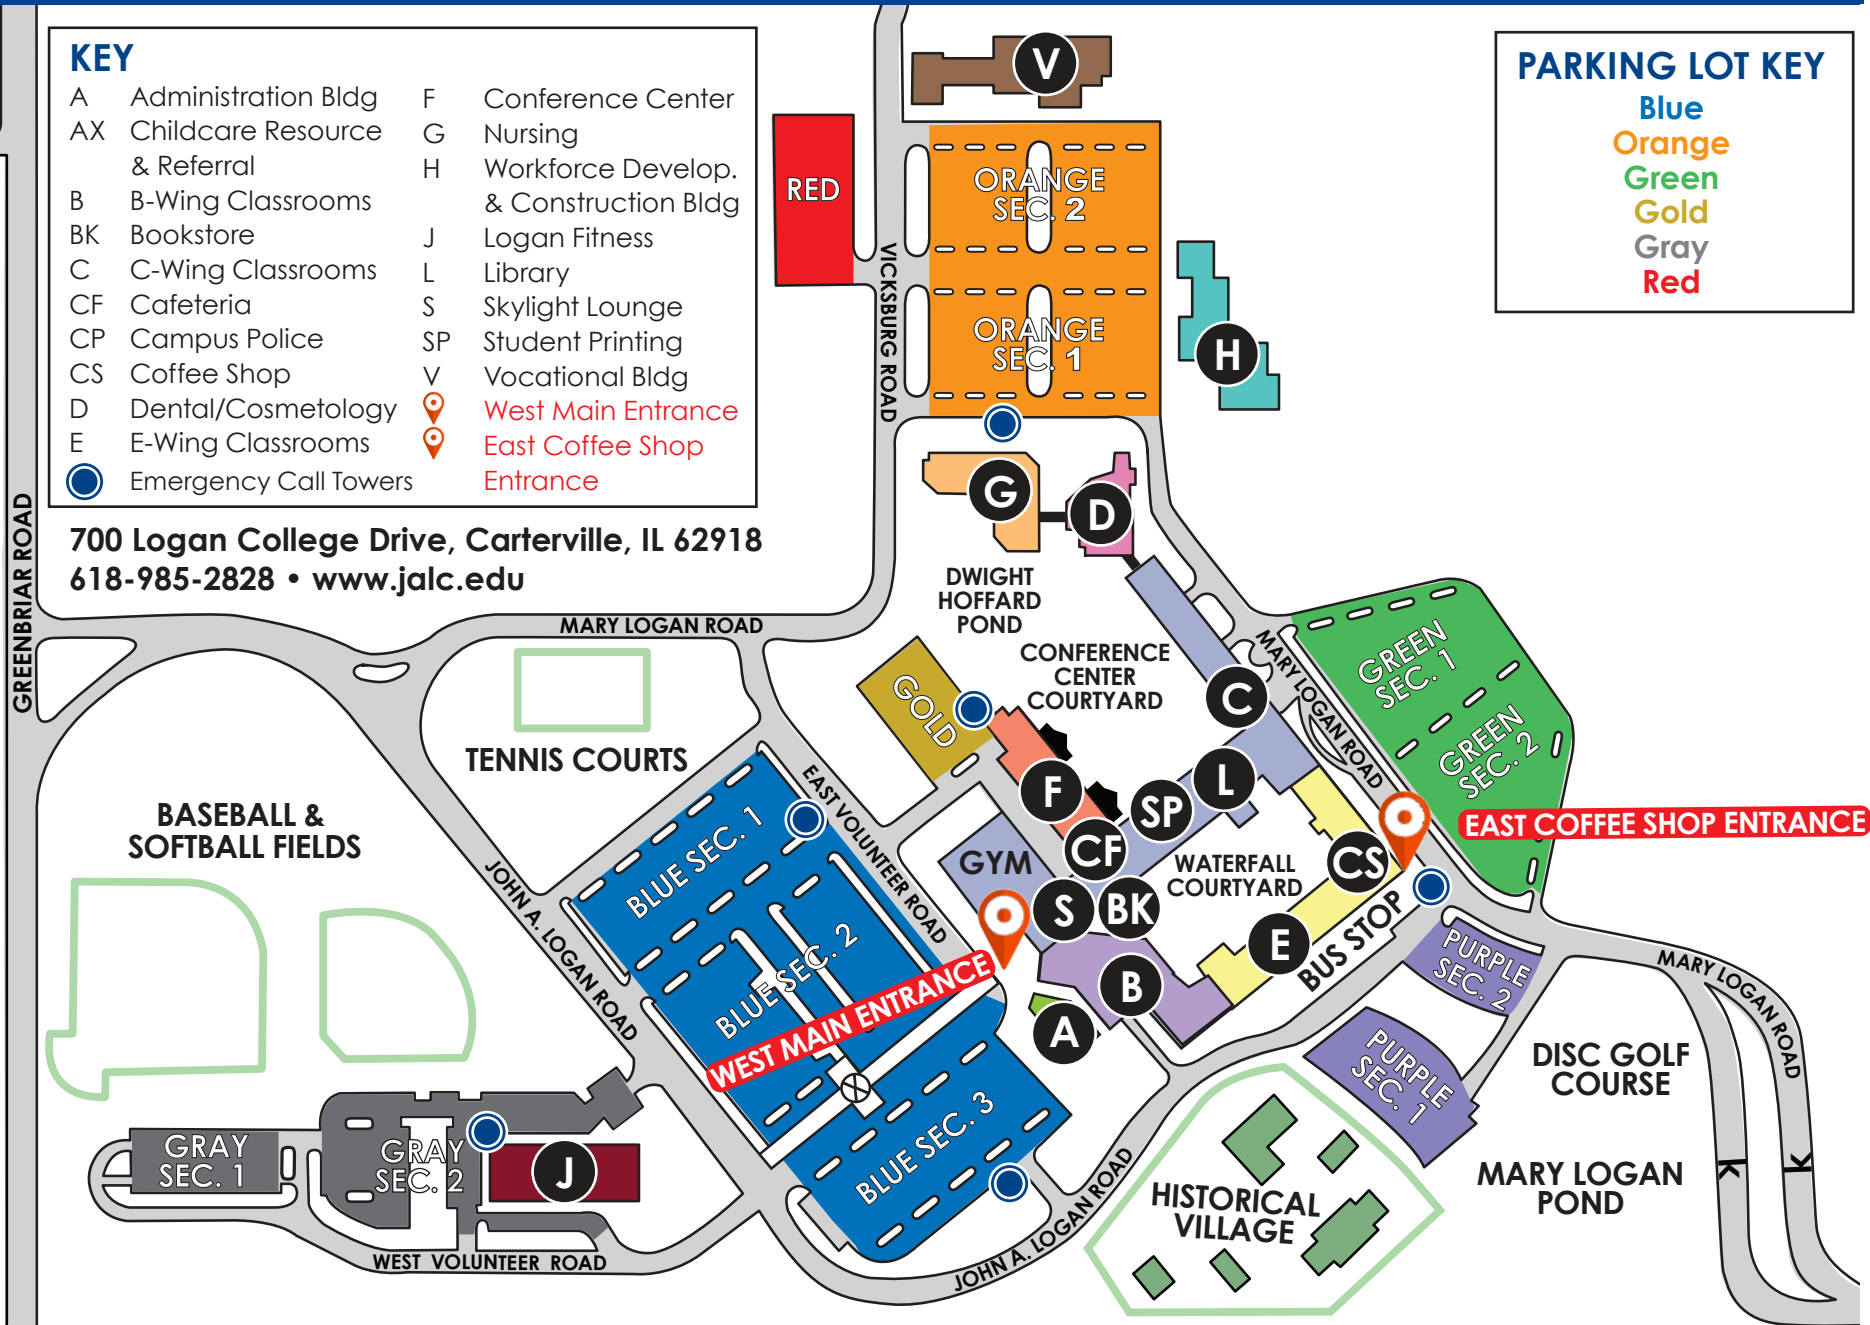 KEY
A Administration Bldg
AX Childcare Resource
& Referral
B B-Wing Classrooms
BK Bookstore
C C-Wing Classrooms
CF Cafeteria
CP Campus Police
CS Coffee Shop
D Dental/Cosmetology
E E-Wing Classrooms
Emergency Call Towers
F Conference Center
G Nursing
H Workforce Develop.
& Construction Bldg
J Logan Fitness
L Library
S Skylight Lounge
SP Student Printing
V Vocational Bldg
West Main Entrance
East Coffee Shop
Entrance
700 Logan College Drive, Carterville, IL 62918
618-985-2828 • www.jalc.edu
PARKING LOT KEY
Blue
Orange
Green
Gold
Gray
Red
V
RED
ORANGE
SEC. 2
ORANGE
SEC. 1
VICKSBURG ROAD
H
GREENBRIAR ROAD
G
D
DWIGHT
HOFFARD
POND
MARY LOGAN ROAD
CONFERENCE
CENTER
COURTYARD
MARY LOGAN ROAD
GREEN
SEC. 1
GREEN
SEC. 2
GOLD
C
TENNIS COURTS
F
SP
L
EAST VOLUNTEER ROAD
BASEBALL &
SOFTBALL FIELDS
BLUE SEC. 1
GYM
CF
WATERFALL
COURTYARD
CS
EAST COFFEE SHOP ENTRANCE
JOHN A. LOGAN ROAD
S
BK
E
BUS STOP
BLUE SEC. 2
WEST MAIN ENTRANCE
B
A
PURPLE
SEC. 2
MARY LOGAN ROAD
PURPLE
SEC. 1
DISC GOLF
COURSE
BLUE SEC. 3
GRAY
SEC. 1
GRAY
SEC. 2
J
HISTORICAL
VILLAGE
MARY LOGAN
POND
K
K
WEST VOLUNTEER ROAD
JOHN A. LOGAN ROAD